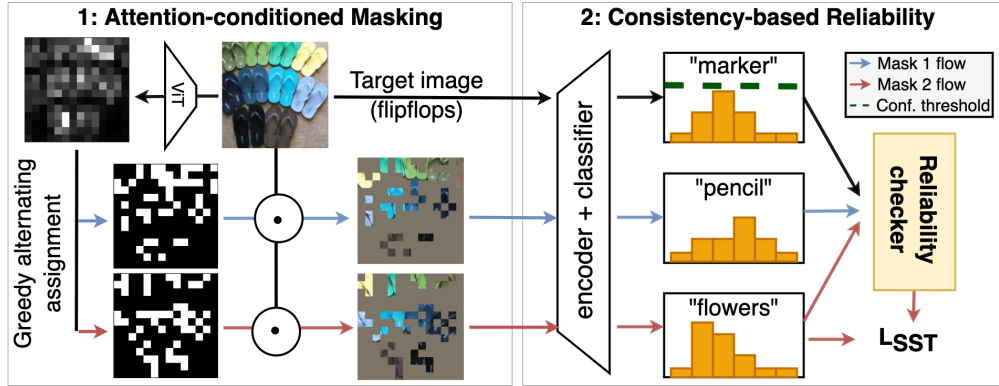 1: Attention-conditioned Masking
ViT
Target image
(flipflops)
Greedy alternating
assignment
2: Consistency-based Reliability
encoder + classifier
"marker"
"pencil"
"flowers"
Mask 1 flow
Mask 2 flow
Conf. threshold
Reliability
checker
LSST